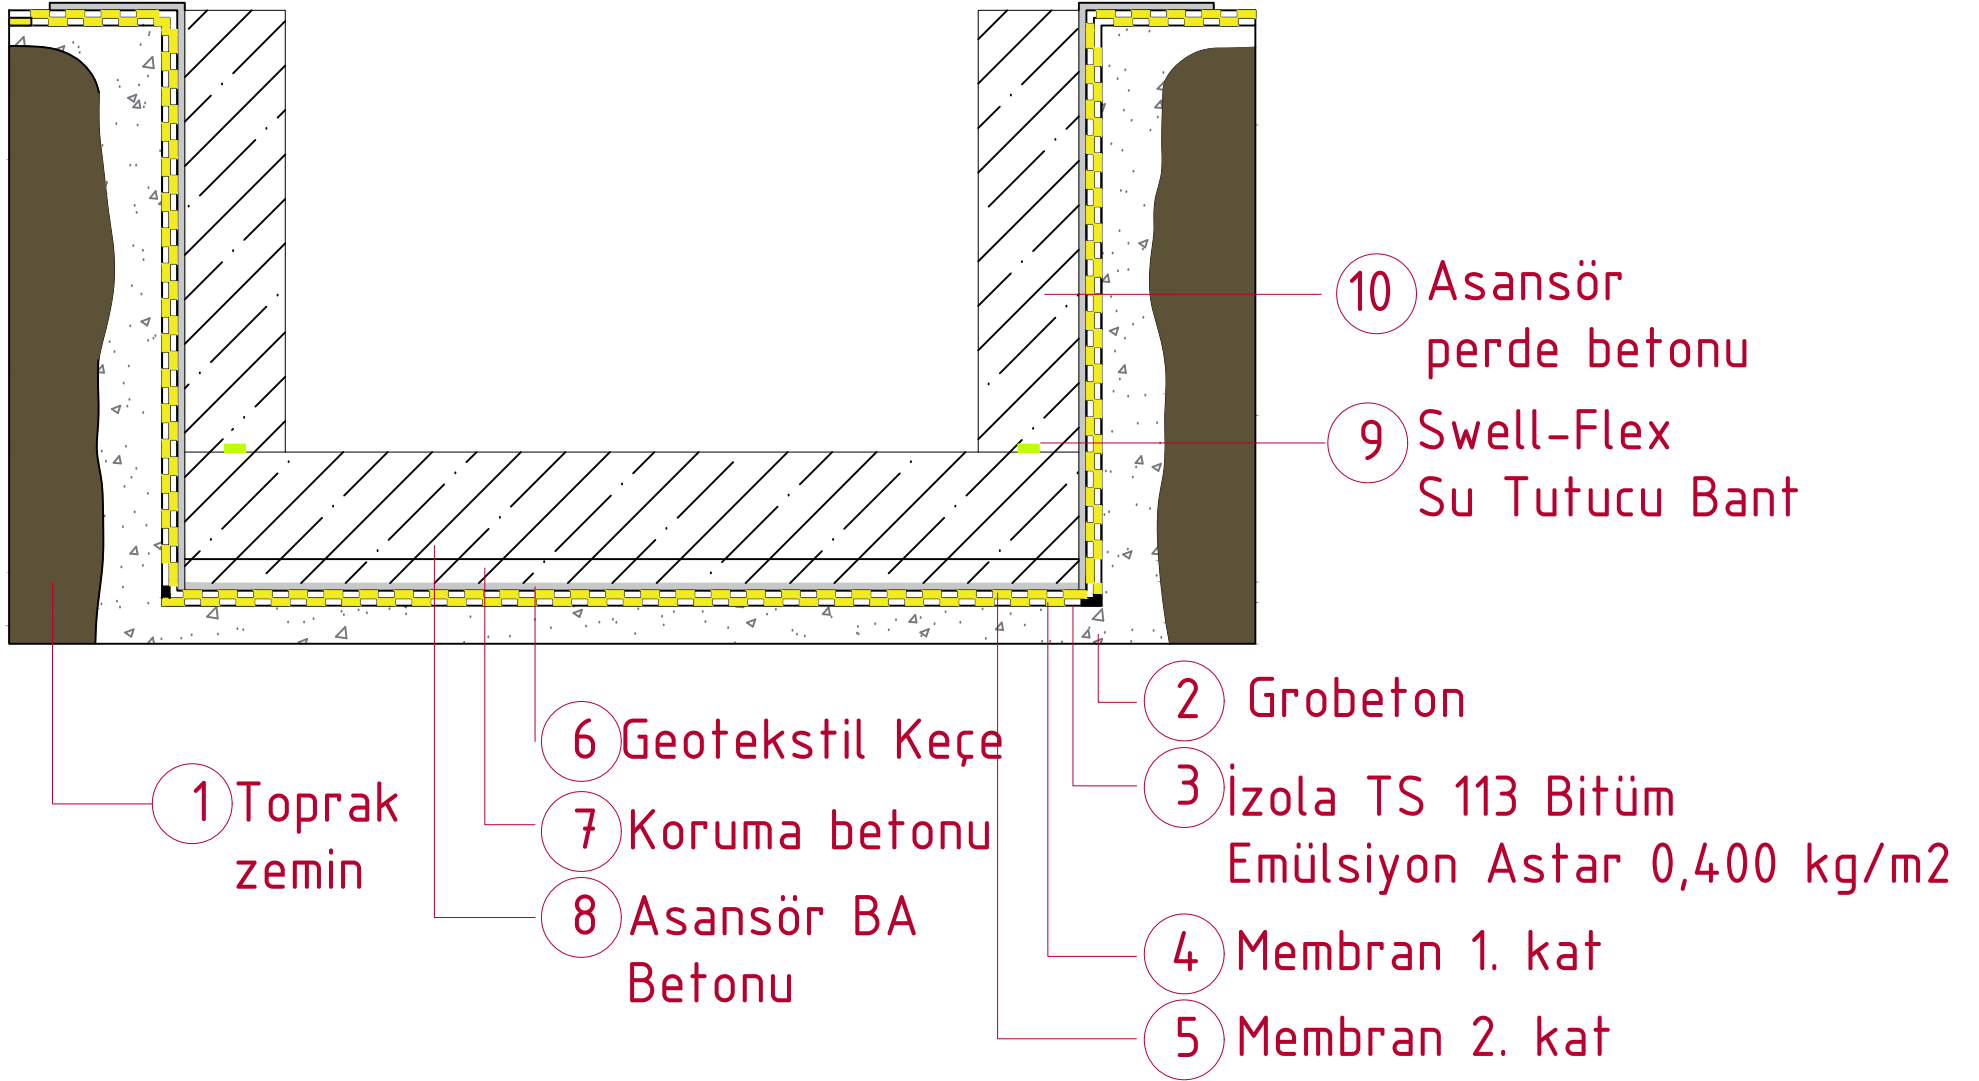 10 Asansör
perde betonu
9 Swell-Flex
Su Tutucu Bant
2 Grobeton
6 Geotekstil Keçe
1 Toprak
zemin
3 İzola TS 113 Bitüm
Emülsiyon Astar 0,400 kg/m2
7 Koruma betonu
8 Asansör BA
Betonu
4 Membran 1. kat
5 Membran 2. kat